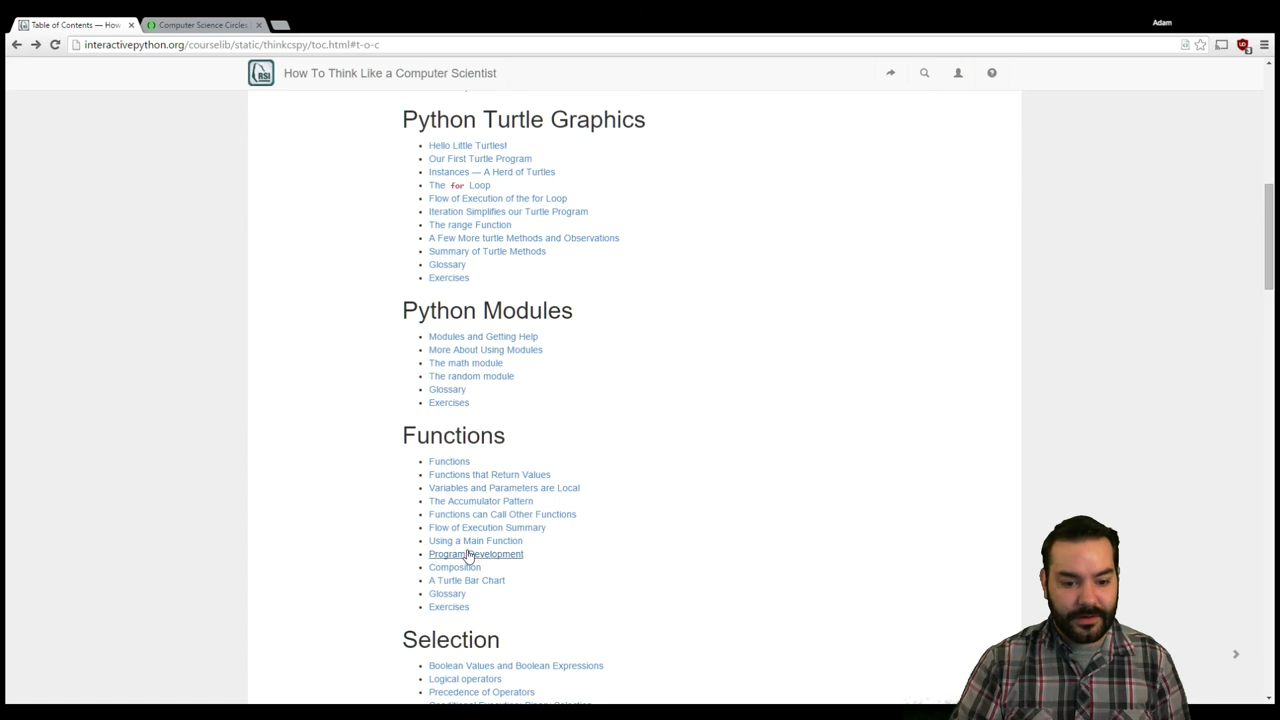 Table of Contents — How
Computer Science Circles
Adam
interactivepython.org/courselib/static/thinkcspy/toc.html#t-o-c
RSI
How To Think Like a Computer Scientist
Python Turtle Graphics
Hello Little Turtles!
Our First Turtle Program
Instances — A Herd of Turtles
The for Loop
Flow of Execution of the for Loop
Iteration Simplifies our Turtle Program
The range Function
A Few More turtle Methods and Observations
Summary of Turtle Methods
Glossary
Exercises
Python Modules
Modules and Getting Help
More About Using Modules
The math module
The random module
Glossary
Exercises
Functions
Functions
Functions that Return Values
Variables and Parameters are Local
The Accumulator Pattern
Functions can Call Other Functions
Flow of Execution Summary
Using a Main Function
Program Development
Composition
A Turtle Bar Chart
Glossary
Exercises
Selection
Boolean Values and Boolean Expressions
Logical operators
Precedence of Operators